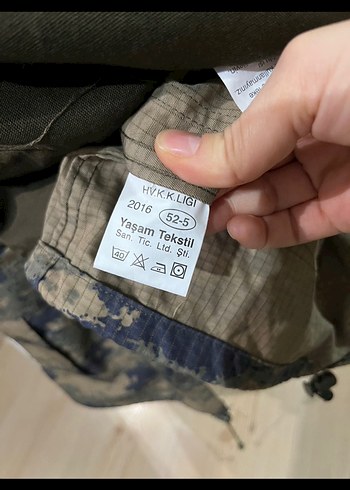 HV.K.K.LIĞI
2016 52-5
Yaşam Tekstil
San. Tic. Ltd. Şti.
40